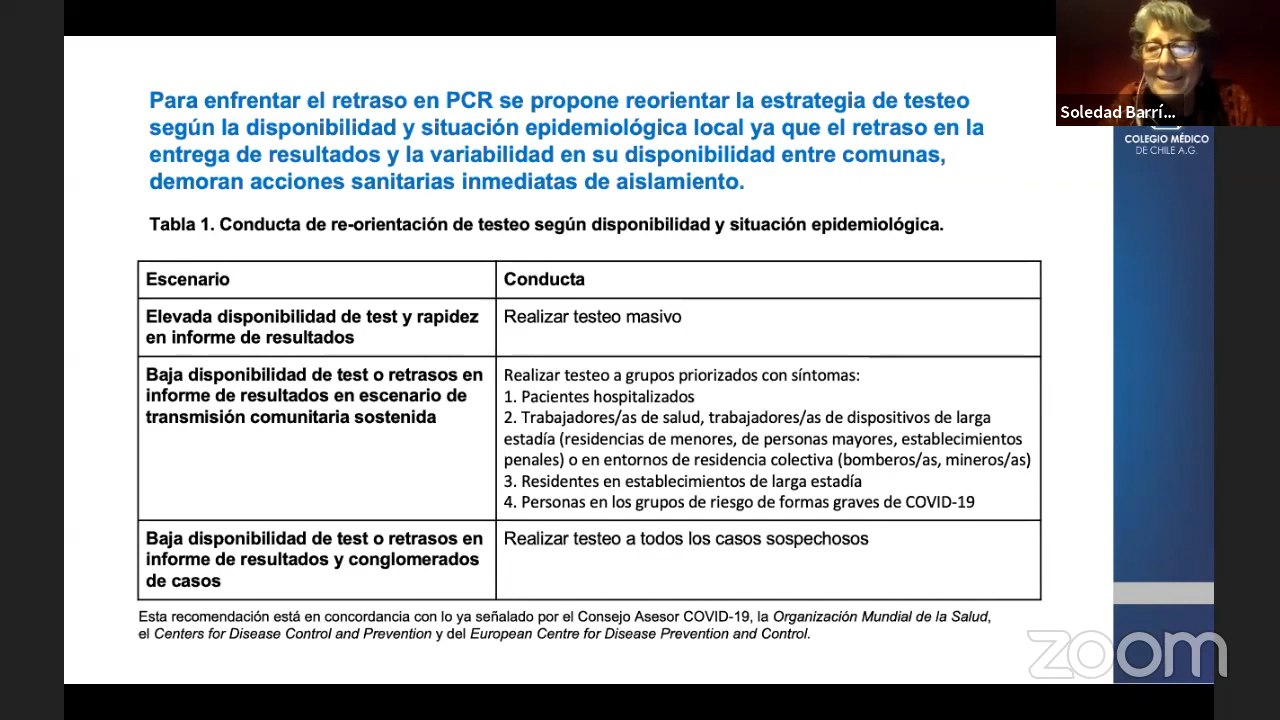 Para enfrentar el retraso en PCR se propone reorientar la estrategia de testeo
según la disponibilidad y situación epidemiológica local ya que el retraso en la
entrega de resultados y la variabilidad en su disponibilidad entre comunas,
demoran acciones sanitarias inmediatas de aislamiento.
Soledad Barrí...
COLEGIO MÉDICO
DE CHILE A.G.
Tabla 1. Conducta de re-orientación de testeo según disponibilidad y situación epidemiológica.
Escenario
Conducta
Elevada disponibilidad de test y rapidez
en informe de resultados
Realizar testeo masivo
Baja disponibilidad de test o retrasos en
informe de resultados en escenario de
transmisión comunitaria sostenida
Realizar testeo a grupos priorizados con síntomas:
1. Pacientes hospitalizados
2. Trabajadores/as de salud, trabajadores/as de dispositivos de larga
estadía (residencias de menores, de personas mayores, establecimientos
penales) o en entornos de residencia colectiva (bomberos/as, mineros/as)
3. Residentes en establecimientos de larga estadía
4. Personas en los grupos de riesgo de formas graves de COVID-19
Baja disponibilidad de test o retrasos en
informe de resultados y conglomerados
de casos
Realizar testeo a todos los casos sospechosos
Esta recomendación está en concordancia con lo ya señalado por el Consejo Asesor COVID-19, la Organización Mundial de la Salud,
el Centers for Disease Control and Prevention y del European Centre for Disease Prevention and Control.
zoom